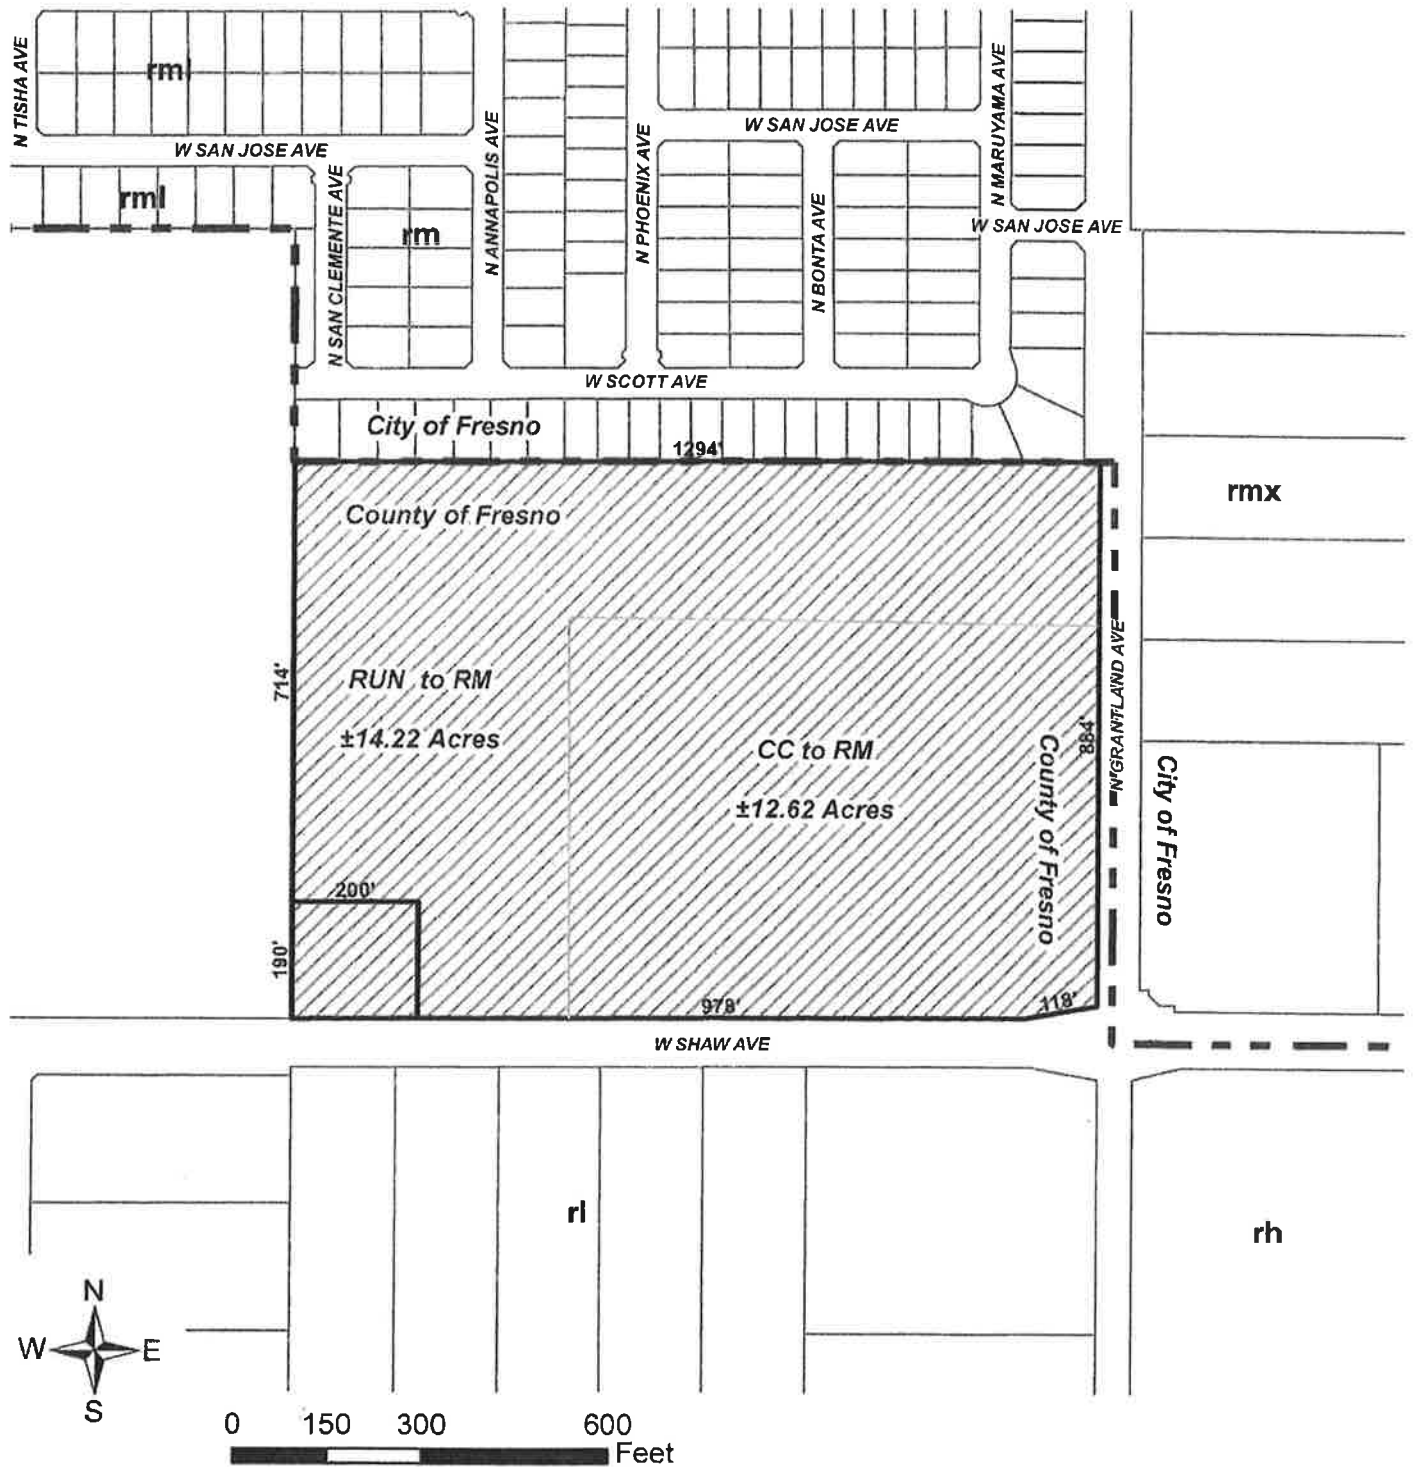 N TISHA AVE
rml
W SAN JOSE AVE
rml
N SAN CLEMENTE AVE
rm
N ANNAPOLIS AVE
N PHOENIX AVE
W SAN JOSE AVE
N BONTA AVE
N MARUYAMA AVE
W SAN JOSE AVE
W SCOTT AVE
City of Fresno
1294'
County of Fresno
rmx
714'
RUN to RM
±14.22 Acres
CC to RM
±12.62 Acres
County of Fresno
884'
N GRANTLAND AVE
City of Fresno
200'
190'
978'
118'
W SHAW AVE
rl
rh
N
W E
S
0 150 300 600
Feet